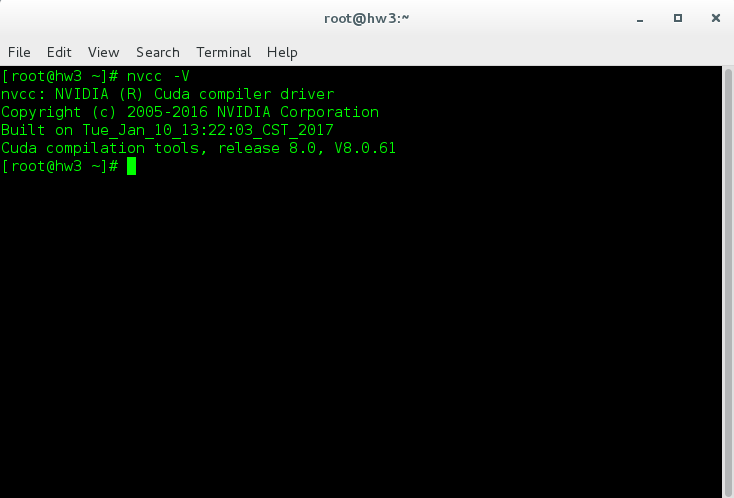 root@hw3:~
File Edit View Search Terminal Help
[root@hw3 ~]# nvcc -V
nvcc: NVIDIA (R) Cuda compiler driver
Copyright (c) 2005-2016 NVIDIA Corporation
Built on Tue_Jan_10_13:22:03_CST_2017
Cuda compilation tools, release 8.0, V8.0.61
[root@hw3 ~]#